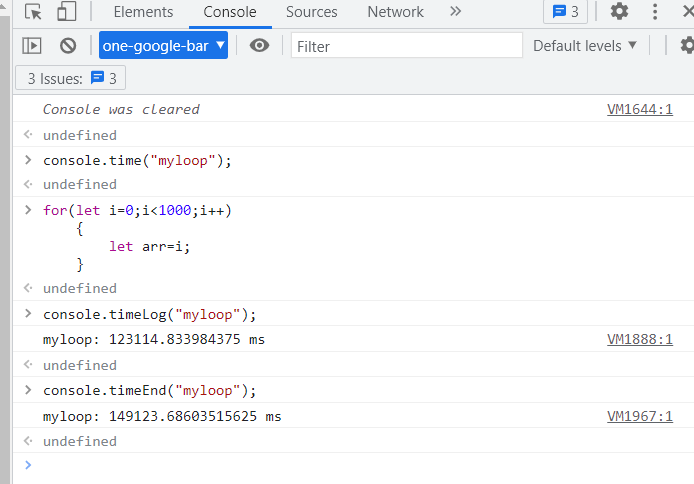 Elements Console Sources Network 3
one-google-bar Filter Default levels
3 Issues: 3
Console was cleared VM1644:1
undefined
console.time("myloop");
undefined
for(let i=0;i<1000;i++)
{
let arr=i;
}
undefined
console.timeLog("myloop");
myloop: 123114.833984375 ms VM1888:1
undefined
console.timeEnd("myloop");
myloop: 149123.68603515625 ms VM1967:1
undefined